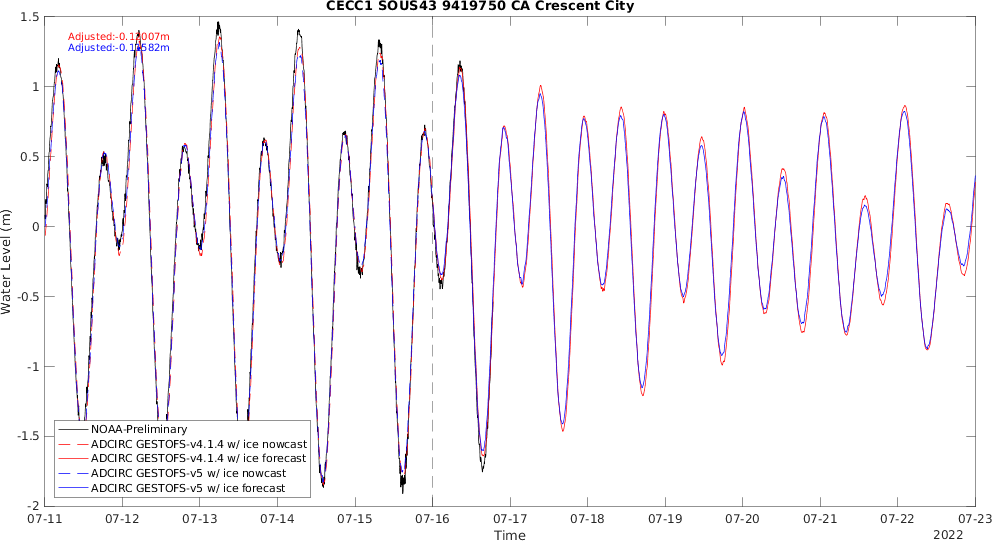 CECC1 SOUS43 9419750 CA Crescent City
1.5
Adjusted:-0.
007m
Adjusted:-0.
582m
1
0.5
0
-0.5
-1
-1.5
-2
Water Level (m)
NOAA-Preliminary
ADCIRC GESTOFS-v4.1.4 w/ ice nowcast
ADCIRC GESTOFS-v4.1.4 w/ ice forecast
ADCIRC GESTOFS-v5 w/ ice nowcast
ADCIRC GESTOFS-v5 w/ ice forecast
07-11 07-12 07-13 07-14 07-15 07-16 07-17 07-18 07-19 07-20 07-21 07-22 07-23
Time
2022